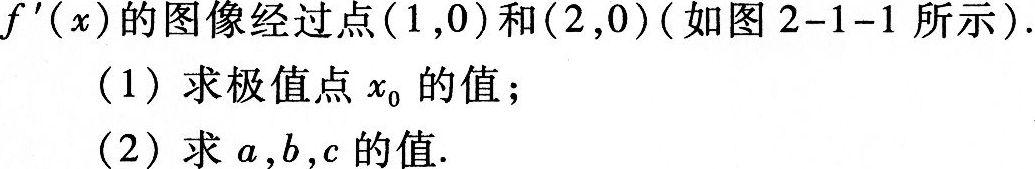 f'(x)的图像经过点(1,0)和(2,0)(如图2-1-1所示).
(1) 求极值点 x₀ 的值;
(2) 求 a,b,c 的值.